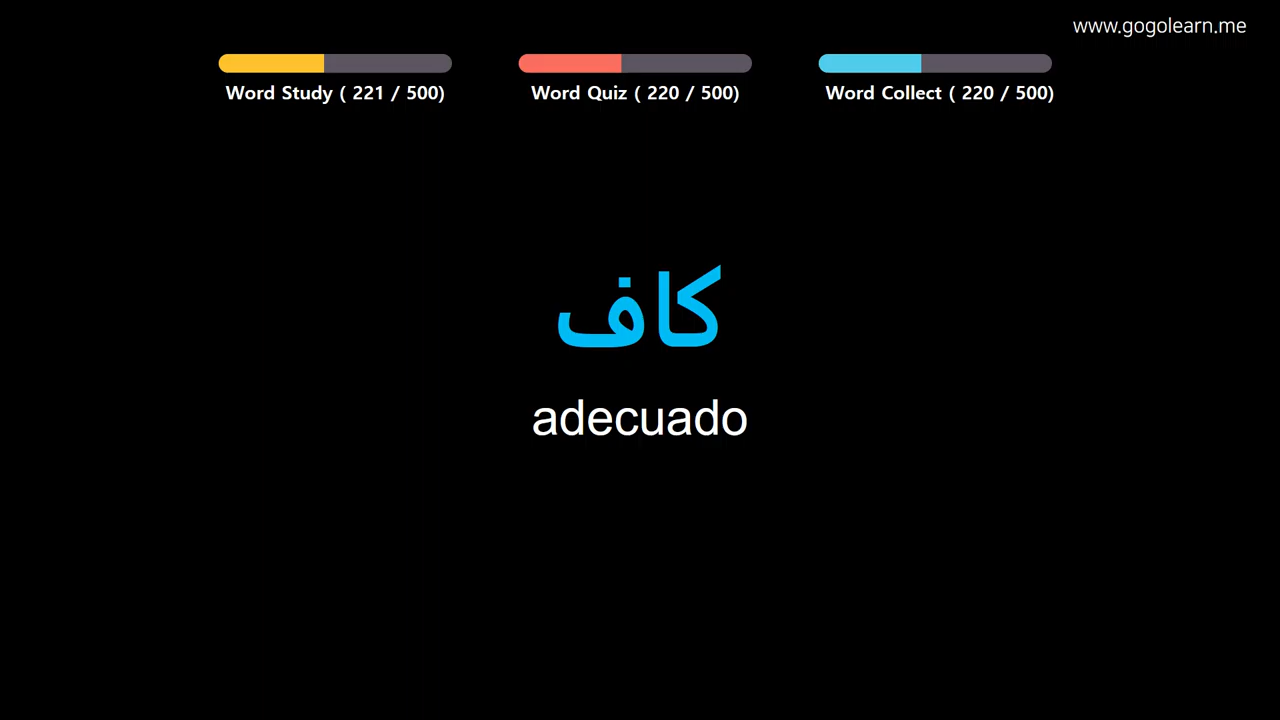 www.gogolearn.me
Word Study ( 221 / 500)
Word Quiz ( 220 / 500)
Word Collect ( 220 / 500)
كاف
adecuado